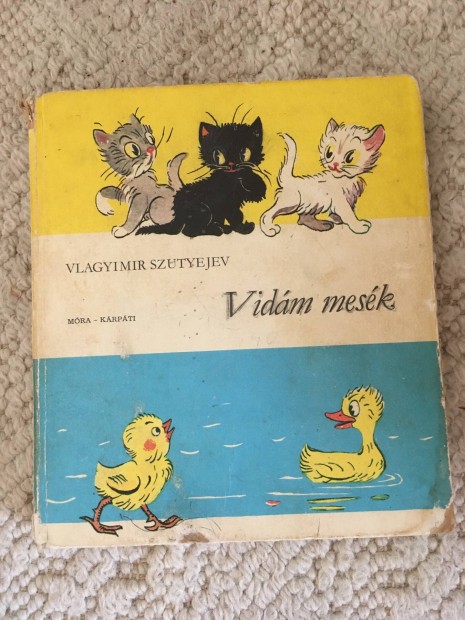 VLAGYIMIR SZUTYEJEV
Vidám mesék
MÓRA - KÁRPÁTI